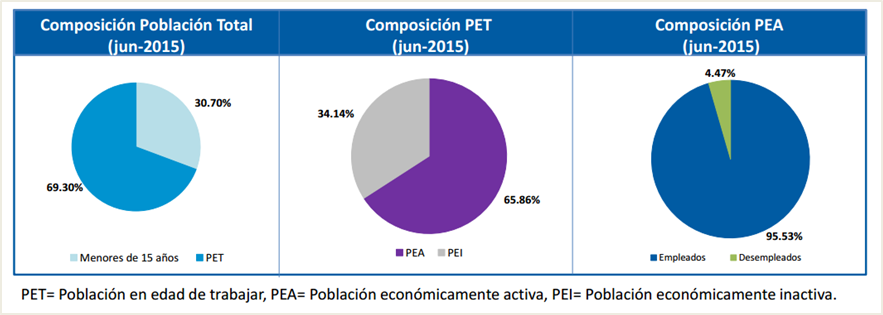 Composición Población Total
(jun-2015)
30.70%
69.30%
Menores de 15 años
PET
Composición PET
(jun-2015)
34.14%
65.86%
PEA
PEI
Composición PEA
(jun-2015)
4.47%
95.53%
Empleados
Desempleados
PET= Población en edad de trabajar, PEA= Población económicamente activa, PEI= Población económicamente inactiva.